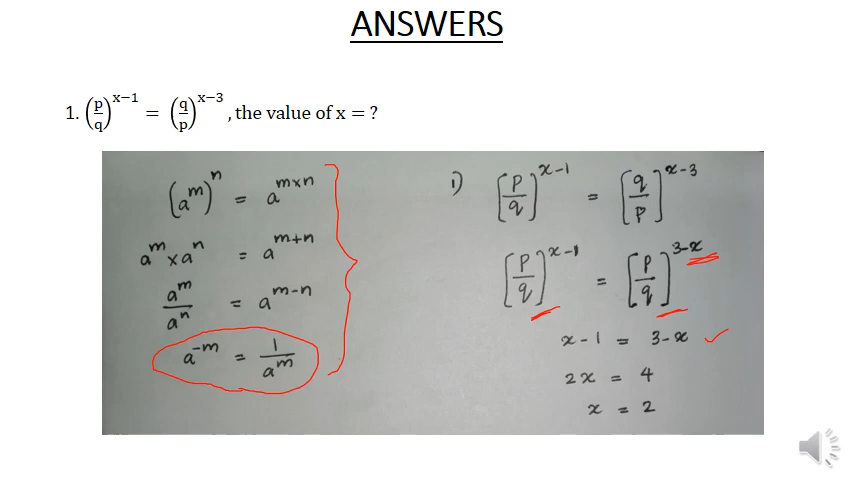 ANSWERS
1. (p/q)^(x−1) = (q/p)^(x−3) , the value of x = ?
(a^m)^n = a^(m×n)
a^m × a^n = a^(m+n)
a^m/a^n = a^(m−n)
a^(−m) = 1/a^m
1) [p/q]^(x−1) = [q/p]^(x−3)
[p/q]^(x−1) = [p/q]^(3−x)
x − 1 = 3 − x
2x = 4
x = 2